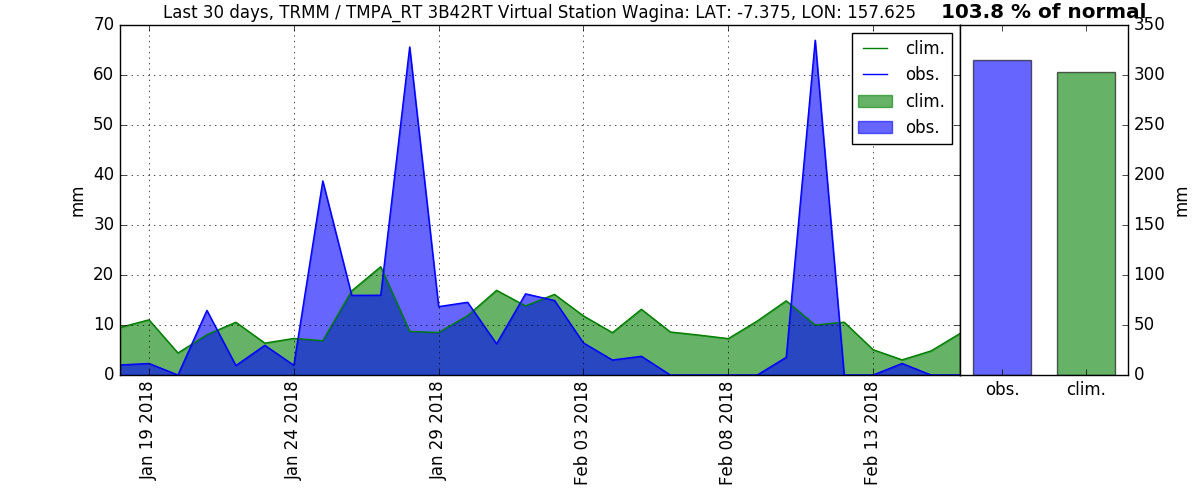 Last 30 days, TRMM / TMPA_RT 3B42RT Virtual Station Wagina: LAT: -7.375, LON: 157.625
103.8 % of normal
70
60
50
40
30
20
10
0
mm
clim.
obs.
clim.
obs.
Jan 19 2018
Jan 24 2018
Jan 29 2018
Feb 03 2018
Feb 08 2018
Feb 13 2018
350
300
250
200
150
100
50
0
mm
obs.
clim.